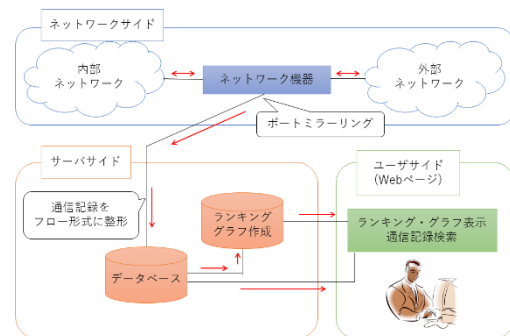 ネットワークサイド
内部
ネットワーク
ネットワーク機器
外部
ネットワーク
ポートミラーリング
サーバサイド
通信記録を
フロー形式に整形
ランキング
グラフ作成
データベース
ユーザサイド
(Webページ)
ランキング・グラフ表示
通信記録検索